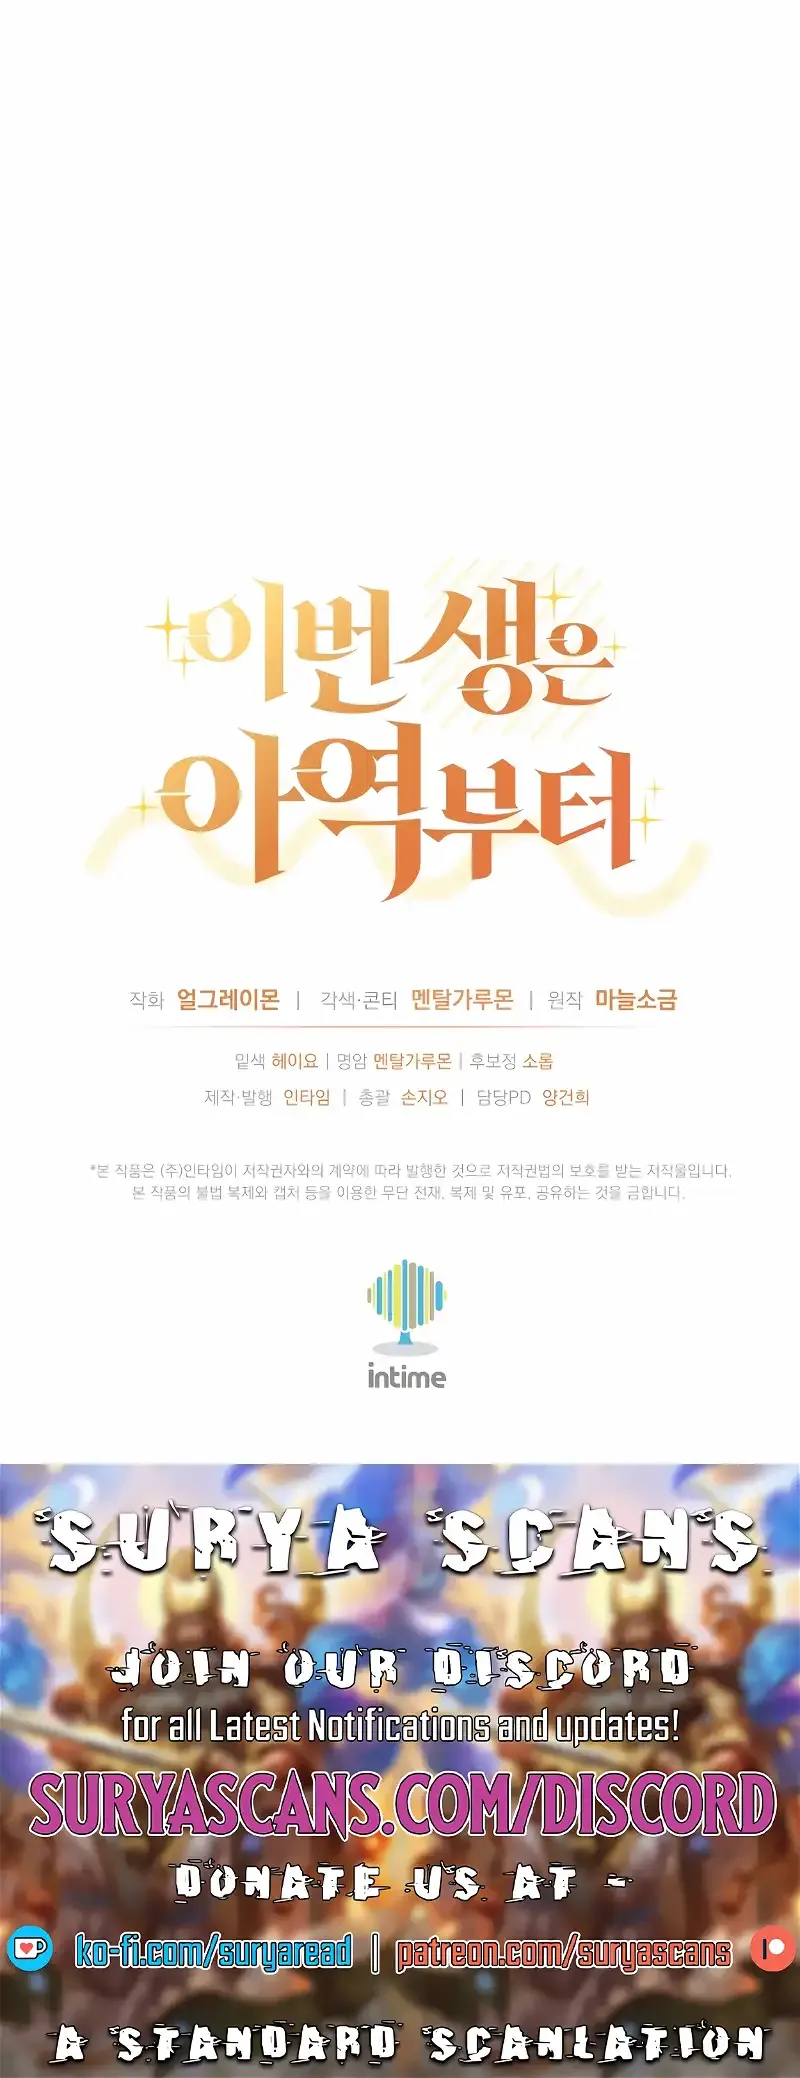 이번 생은
아역부터
작화 얼그레이몬 | 각색·콘티 멘탈가루몬 | 원작 마늘소금
밑색 헤이요 | 명암 멘탈가루몬 | 후보정 소롭
제작·발행 인타임 | 총괄 손지오 | 담당PD 양건희
*본 작품은 (주)인타임이 저작권자와의 계약에 따라 발행한 것으로 저작권법의 보호를 받는 저작물입니다.
본 작품의 불법 복제와 캡처 등을 이용한 무단 전재, 복제 및 유포, 공유하는 것을 금합니다.
intime
SURYA SCANS
JOIN OUR DISCORD
for all Latest Notifications and updates!
SURYASCANS.COM/DISCORD
DONATE US AT -
ko-fi.com/suryaread | patreon.com/suryascans
A STANDARD SCANLATION